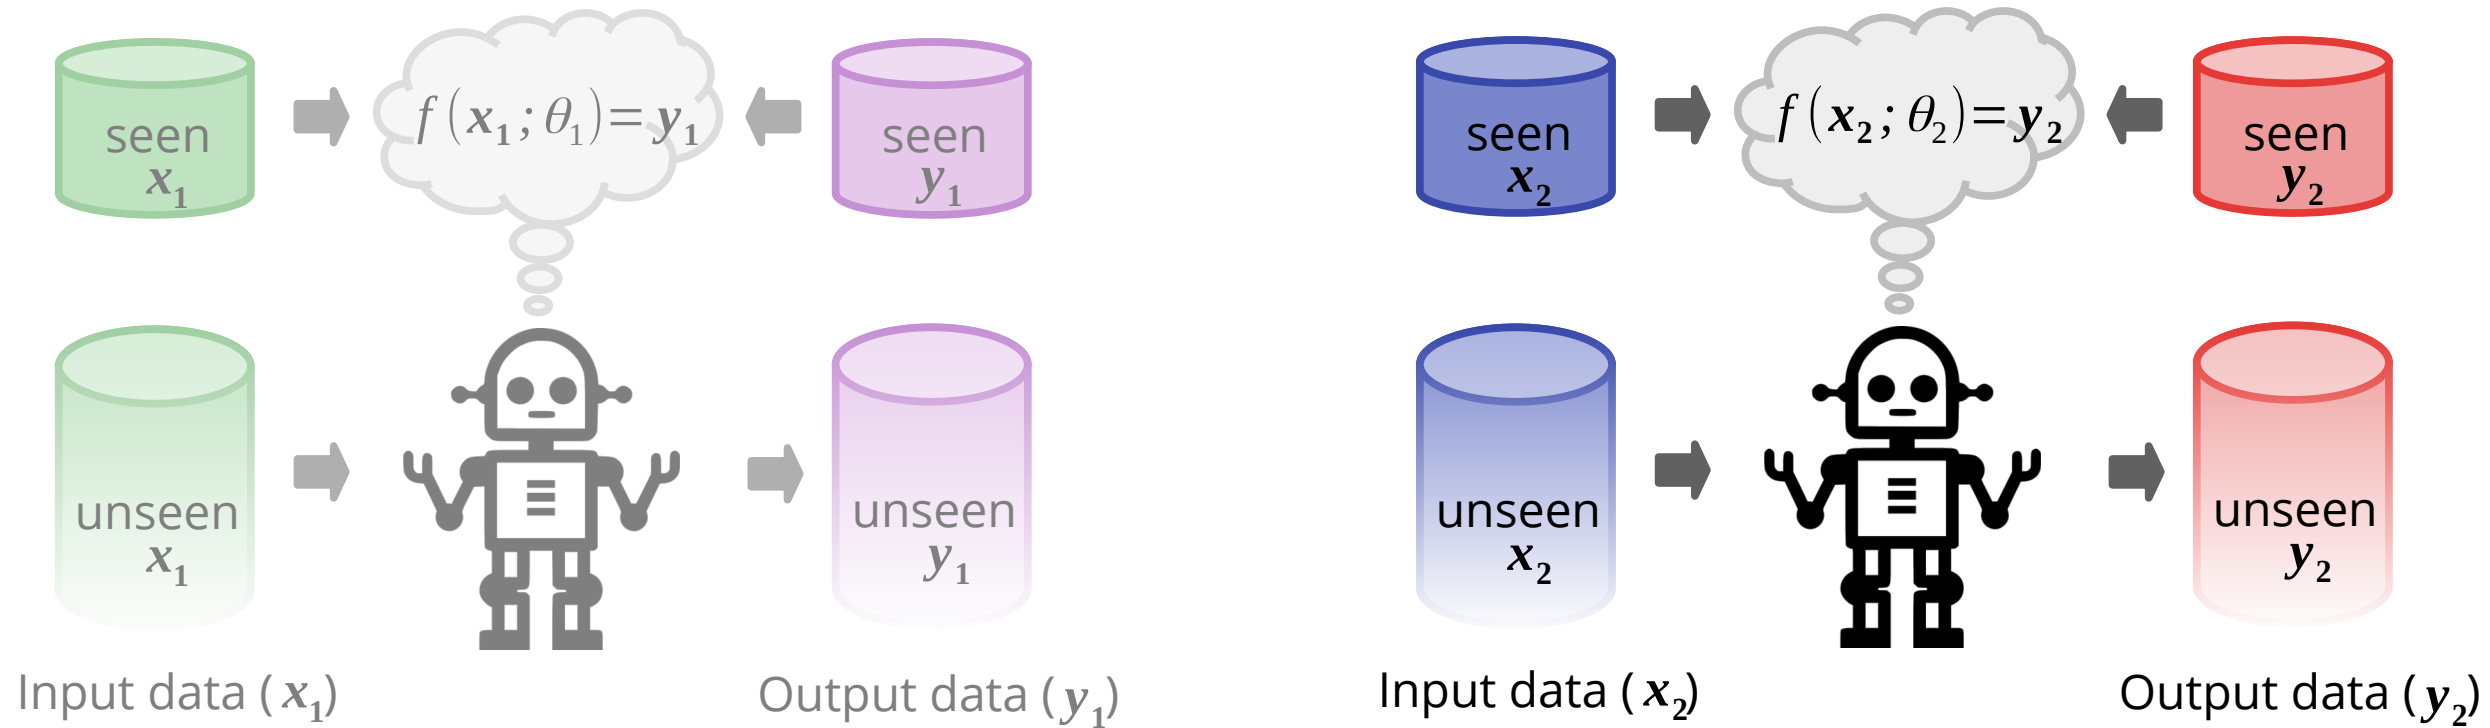 seen
x₁
f(x₁; θ₁)=y₁
seen
y₁
unseen
x₁
unseen
y₁
Input data (x₁)
Output data (y₁)
seen
x₂
f(x₂; θ₂)=y₂
seen
y₂
unseen
x₂
unseen
y₂
Input data (x₂)
Output data (y₂)